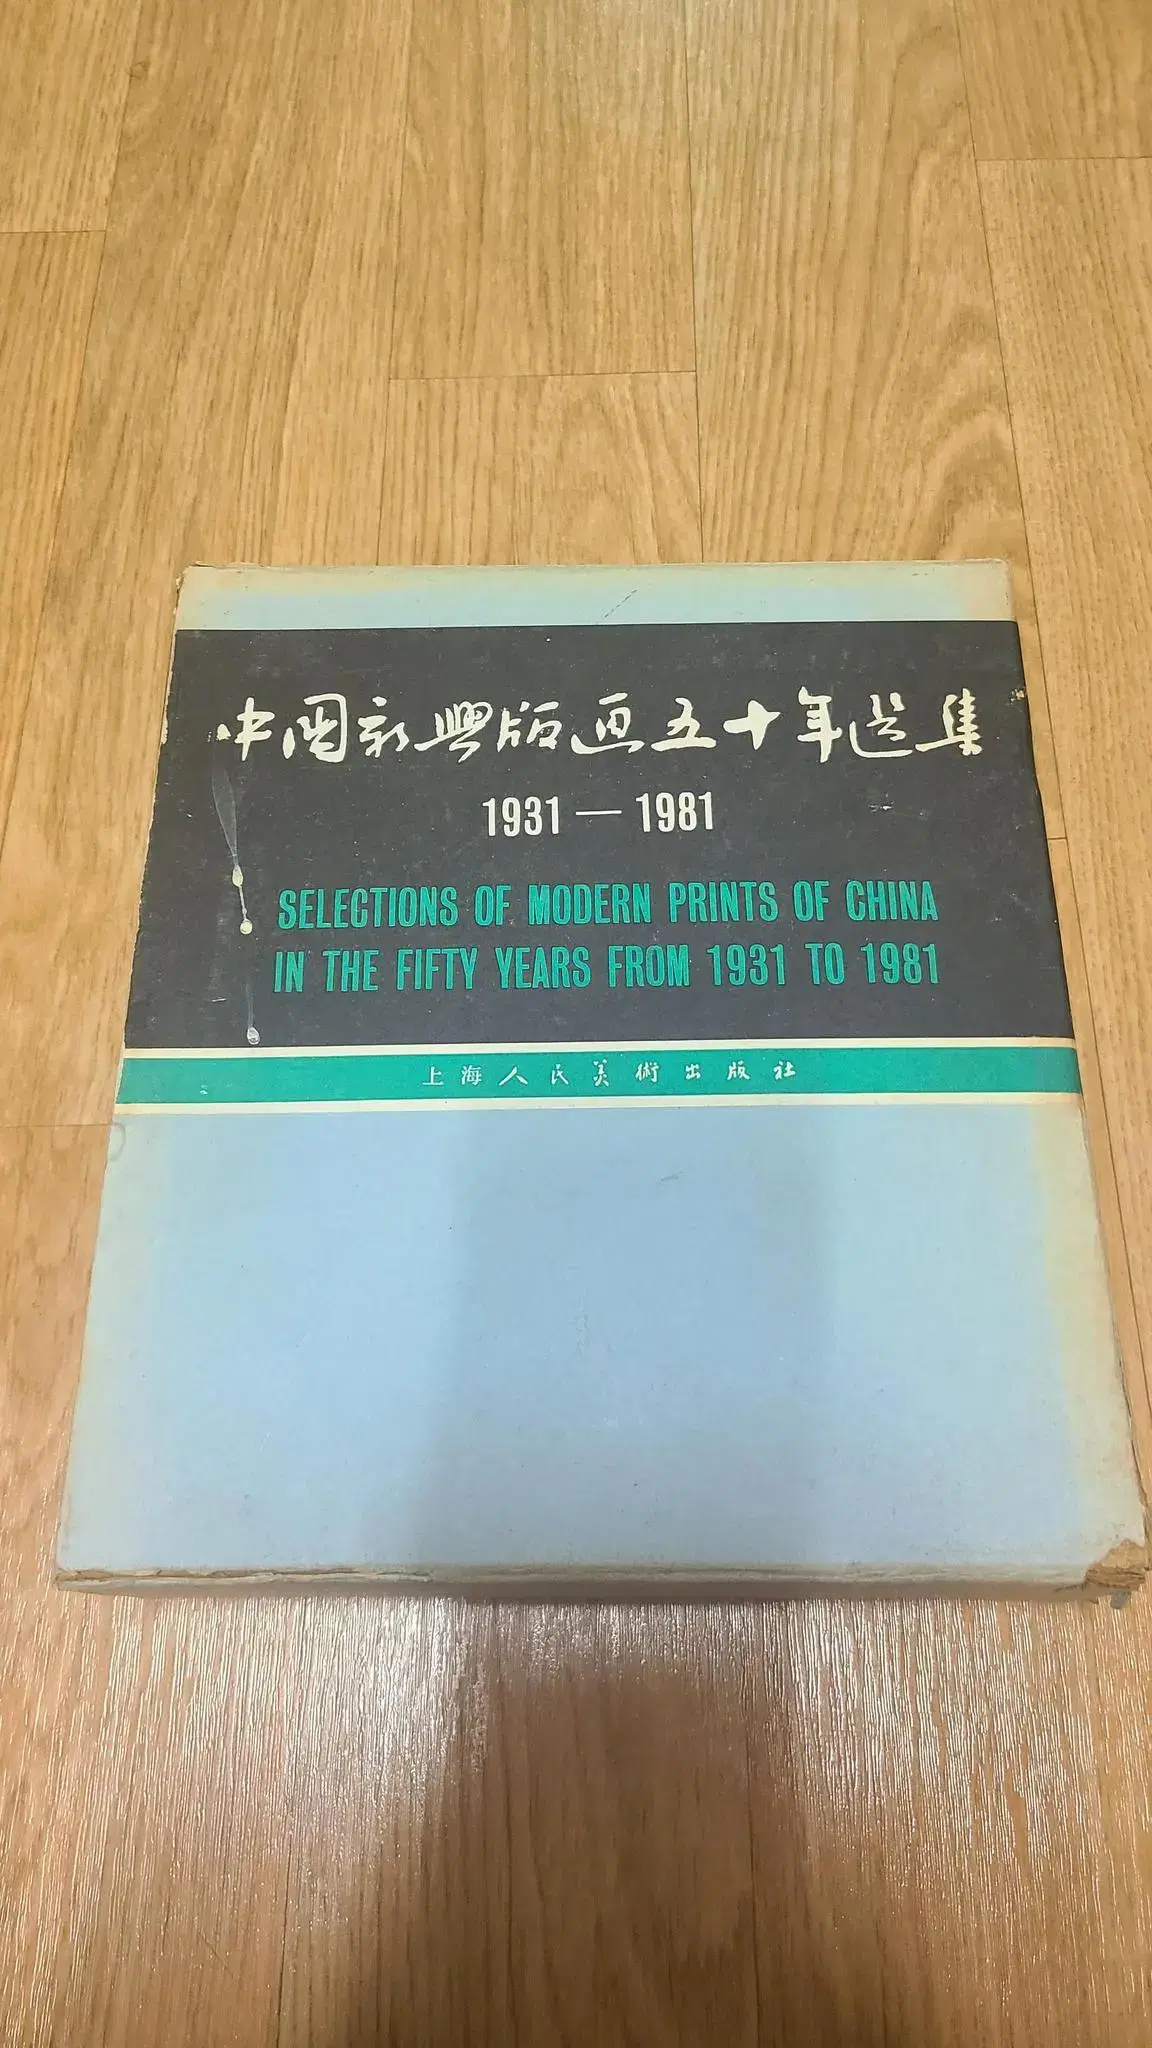 中国新興版画五十年选集
1931 — 1981
SELECTIONS OF MODERN PRINTS OF CHINA
IN THE FIFTY YEARS FROM 1931 TO 1981
上海人民美術出版社